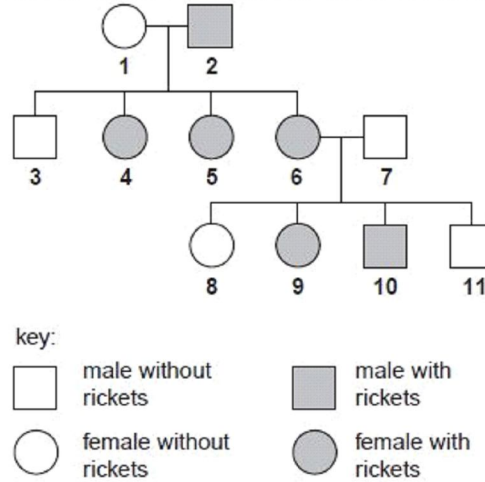 1 2
3 4 5 6 7
8 9 10 11
key:
male without
rickets
male with
rickets
female without
rickets
female with
rickets